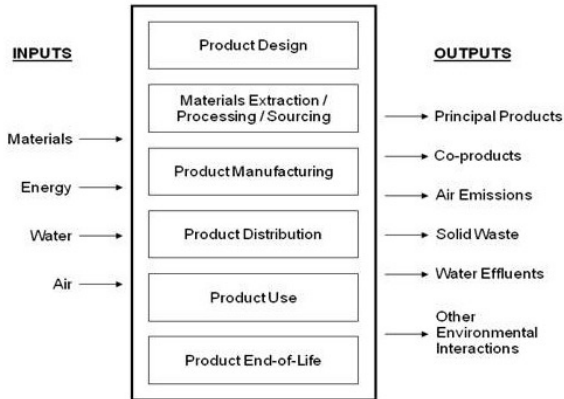 INPUTS
Materials
Energy
Water
Air
Product Design
Materials Extraction /
Processing / Sourcing
Product Manufacturing
Product Distribution
Product Use
Product End-of-Life
OUTPUTS
Principal Products
Co-products
Air Emissions
Solid Waste
Water Effluents
Other
Environmental
Interactions